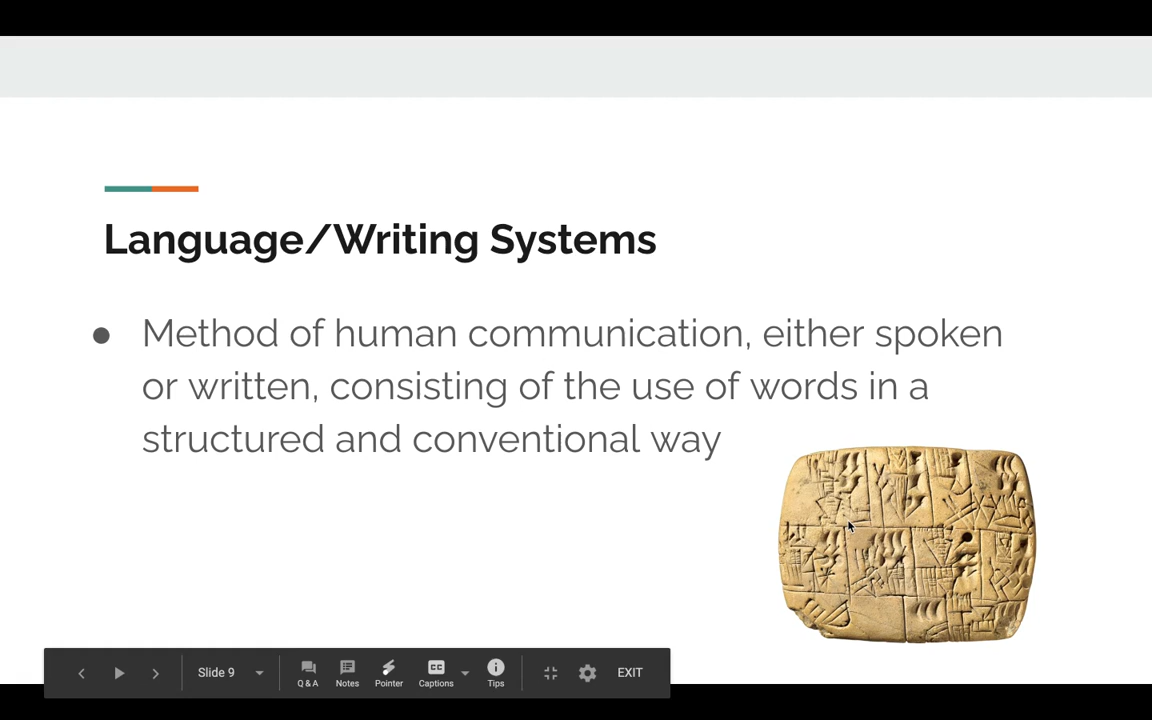 Language/Writing Systems
● Method of human communication, either spoken
or written, consisting of the use of words in a
structured and conventional way
Slide 9
Q & A
Notes
Pointer
CC
Captions
Tips
EXIT